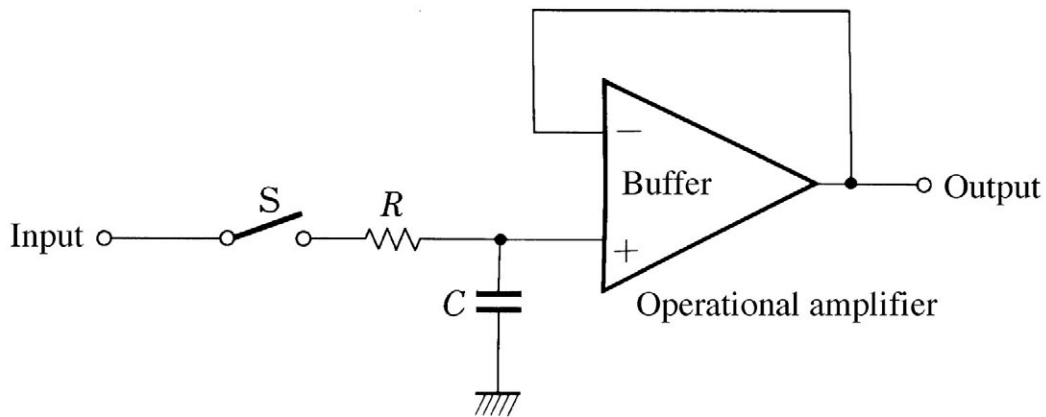 −
Buffer
Output
S
R
Input
+
C
Operational amplifier